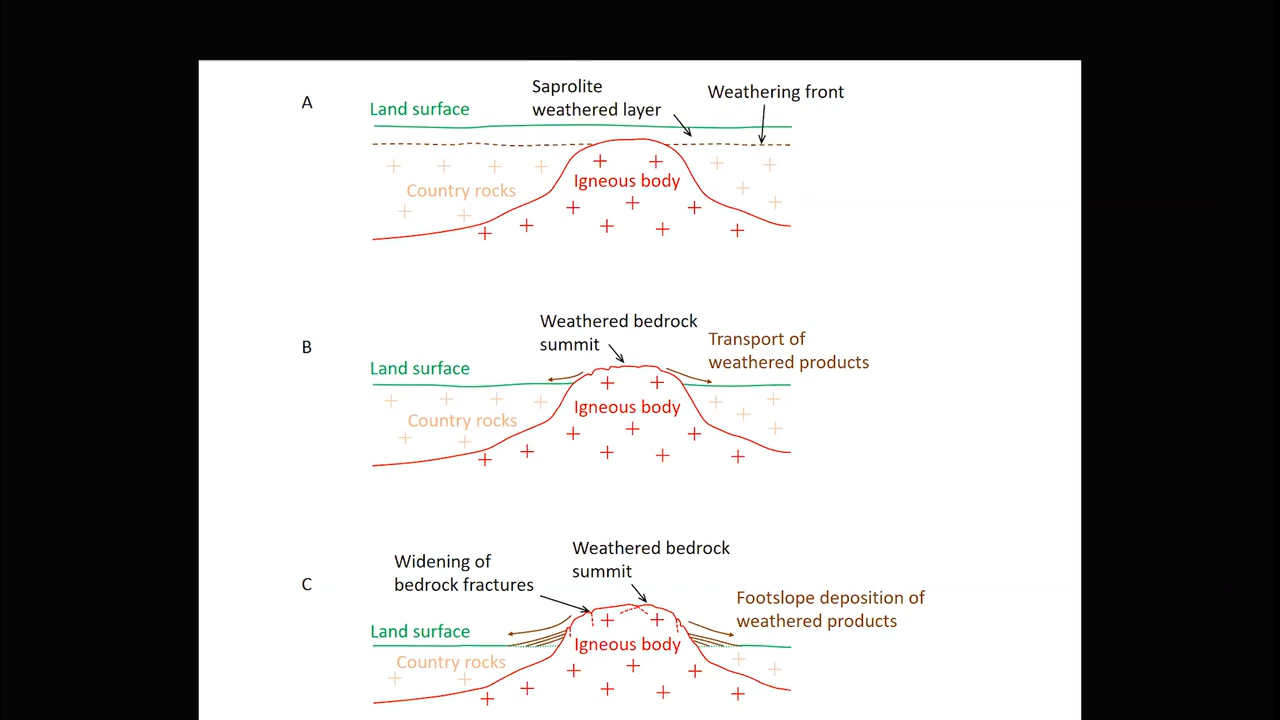 A
Land surface
Saprolite
weathered layer
Weathering front
Country rocks
Igneous body
B
Land surface
Weathered bedrock
summit
Transport of
weathered products
Country rocks
Igneous body
C
Widening of
bedrock fractures
Weathered bedrock
summit
Footslope deposition of
weathered products
Land surface
Country rocks
Igneous body